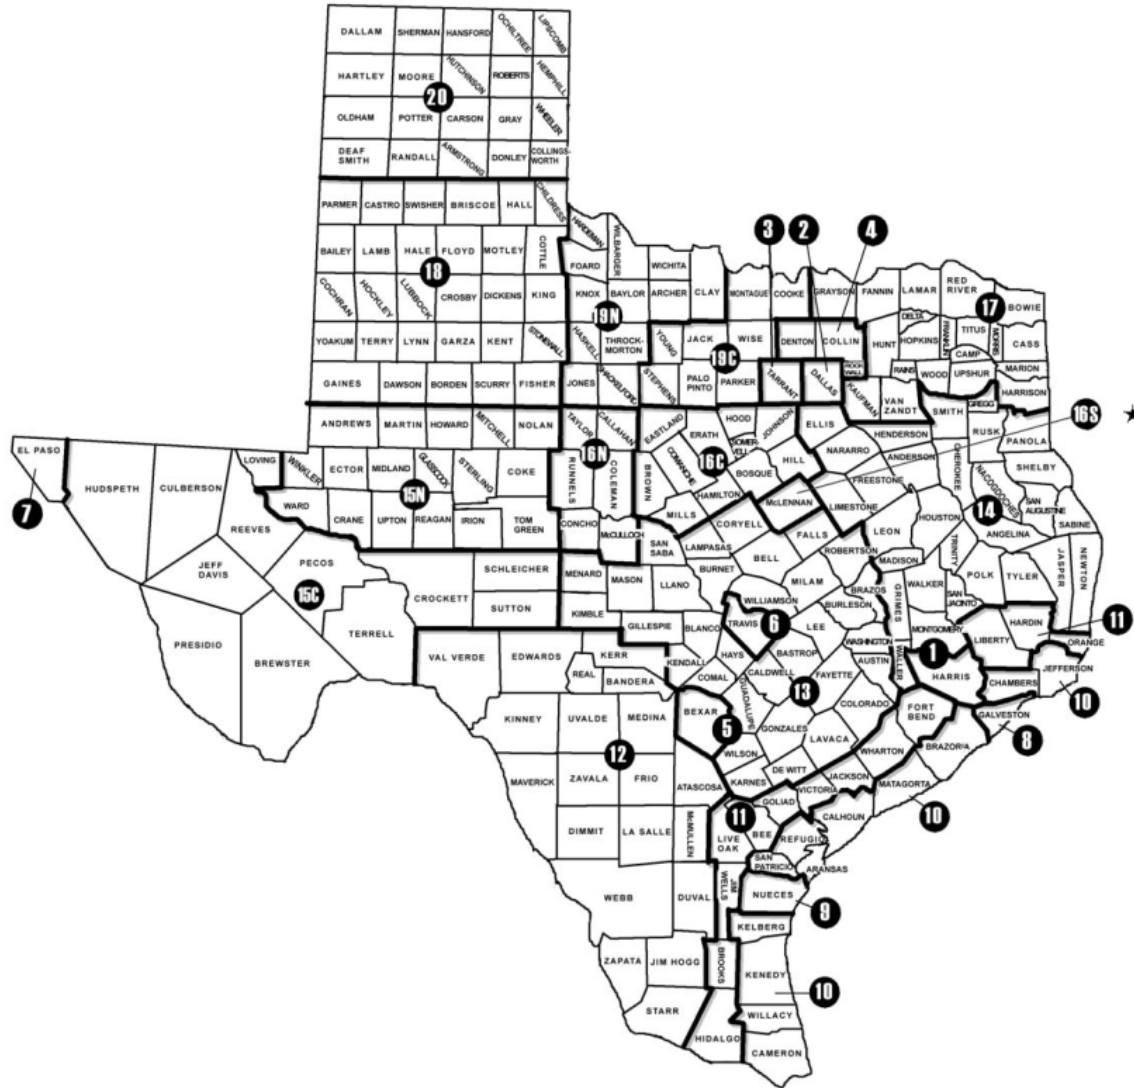 DALLAM SHERMAN HANSFORD OCHILTREE LIPSCOMB
HARTLEY MOORE HUTCHINSON ROBERTS HEMPHILL
20
OLDHAM POTTER CARSON GRAY WHEELER
DEAF SMITH RANDALL ARMSTRONG DONLEY COLLINGS-WORTH
PARMER CASTRO SWISHER BRISCOE HALL CHILDRESS
BAILEY LAMB HALE FLOYD MOTLEY COTTLE
18
COCHRAN HOCKLEY LUBBOCK CROSBY DICKENS KING
YOAKUM TERRY LYNN GARZA KENT STONEWALL
GAINES DAWSON BORDEN SCURRY FISHER
ANDREWS MARTIN HOWARD MITCHELL NOLAN
HARDEMAN WILBARGER FOARD WICHITA
KNOX BAYLOR ARCHER CLAY MONTAGUE COOKE GRAYSON FANNIN LAMAR RED RIVER BOWIE
3 2 4 17
19N
HASKELL THROCK-MORTON YOUNG JACK WISE DENTON COLLIN HUNT DELTA HOPKINS FRANKLIN TITUS MORRIS CASS
19C
JONES SHACKELFORD STEPHENS PALO PINTO PARKER TARRANT DALLAS ROCK WALL RAINS WOOD CAMP UPSHUR MARION HARRISON
KAUFMAN VAN ZANDT SMITH GREGG
TAYLOR CALLAHAN EASTLAND ERATH HOOD SOMER-VELL JOHNSON ELLIS HENDERSON RUSK PANOLA
16S
16N 16C
EL PASO HUDSPETH CULBERSON LOVING WINKLER ECTOR MIDLAND GLASSCOCK STERLING COKE RUNNELS COLEMAN BROWN COMANCHE BOSQUE HILL NARARRO ANDERSON CHEROKEE NACOGDOCHES SHELBY
7
15N
REEVES WARD CRANE UPTON REAGAN IRION TOM GREEN CONCHO McCULLOCH MILLS HAMILTON McLENNAN LIMESTONE FREESTONE SAN AUGUSTINE SABINE
14
JEFF DAVIS PECOS SCHLEICHER CROCKETT SUTTON MENARD MASON SAN SABA LAMPASAS CORYELL BELL FALLS ROBERTSON LEON HOUSTON TRINITY ANGELINA
15C
PRESIDIO BREWSTER TERRELL KIMBLE LLANO BURNET WILLIAMSON MILAM MADISON WALKER POLK TYLER JASPER NEWTON
GILLESPIE BLANCO TRAVIS LEE BURLESON BRAZOS GRIMES SAN JACINTO HARDIN
6 11
VAL VERDE EDWARDS KERR KENDALL HAYS BASTROP WASHINGTON MONTGOMERY LIBERTY ORANGE
1
REAL BANDERA COMAL CALDWELL FAYETTE AUSTIN WALLER HARRIS CHAMBERS JEFFERSON
10
KINNEY UVALDE MEDINA BEXAR GUADALUPE GONZALES COLORADO FORT BEND GALVESTON
13 5 8
12
LAVACA WHARTON BRAZORIA
MAVERICK ZAVALA FRIO ATASCOSA WILSON KARNES DE WITT JACKSON MATAGORTA
10
DIMMIT LA SALLE McMULLEN LIVE OAK BEE GOLIAD VICTORIA CALHOUN
11
REFUGIO SAN PATRICIO ARANSAS
WEBB DUVAL JIM WELLS NUECES
9
KELBERG
ZAPATA JIM HOGG BROOKS KENEDY
10
STARR HIDALGO WILLACY
CAMERON